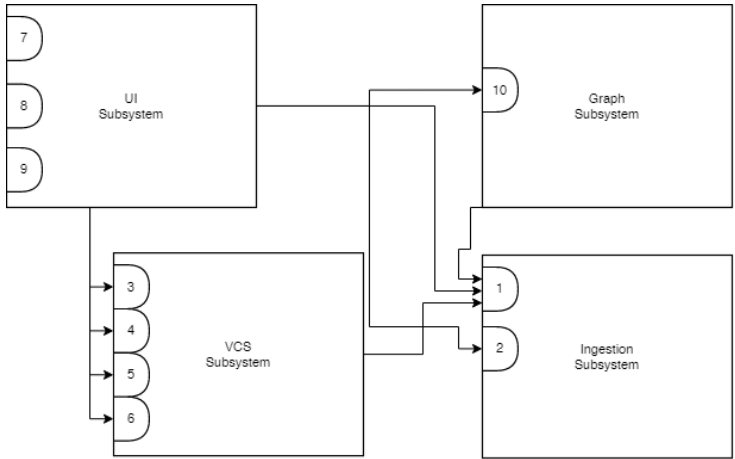 7
8
9
UI
Subsystem
10
Graph
Subsystem
3
4
5
6
VCS
Subsystem
1
2
Ingestion
Subsystem